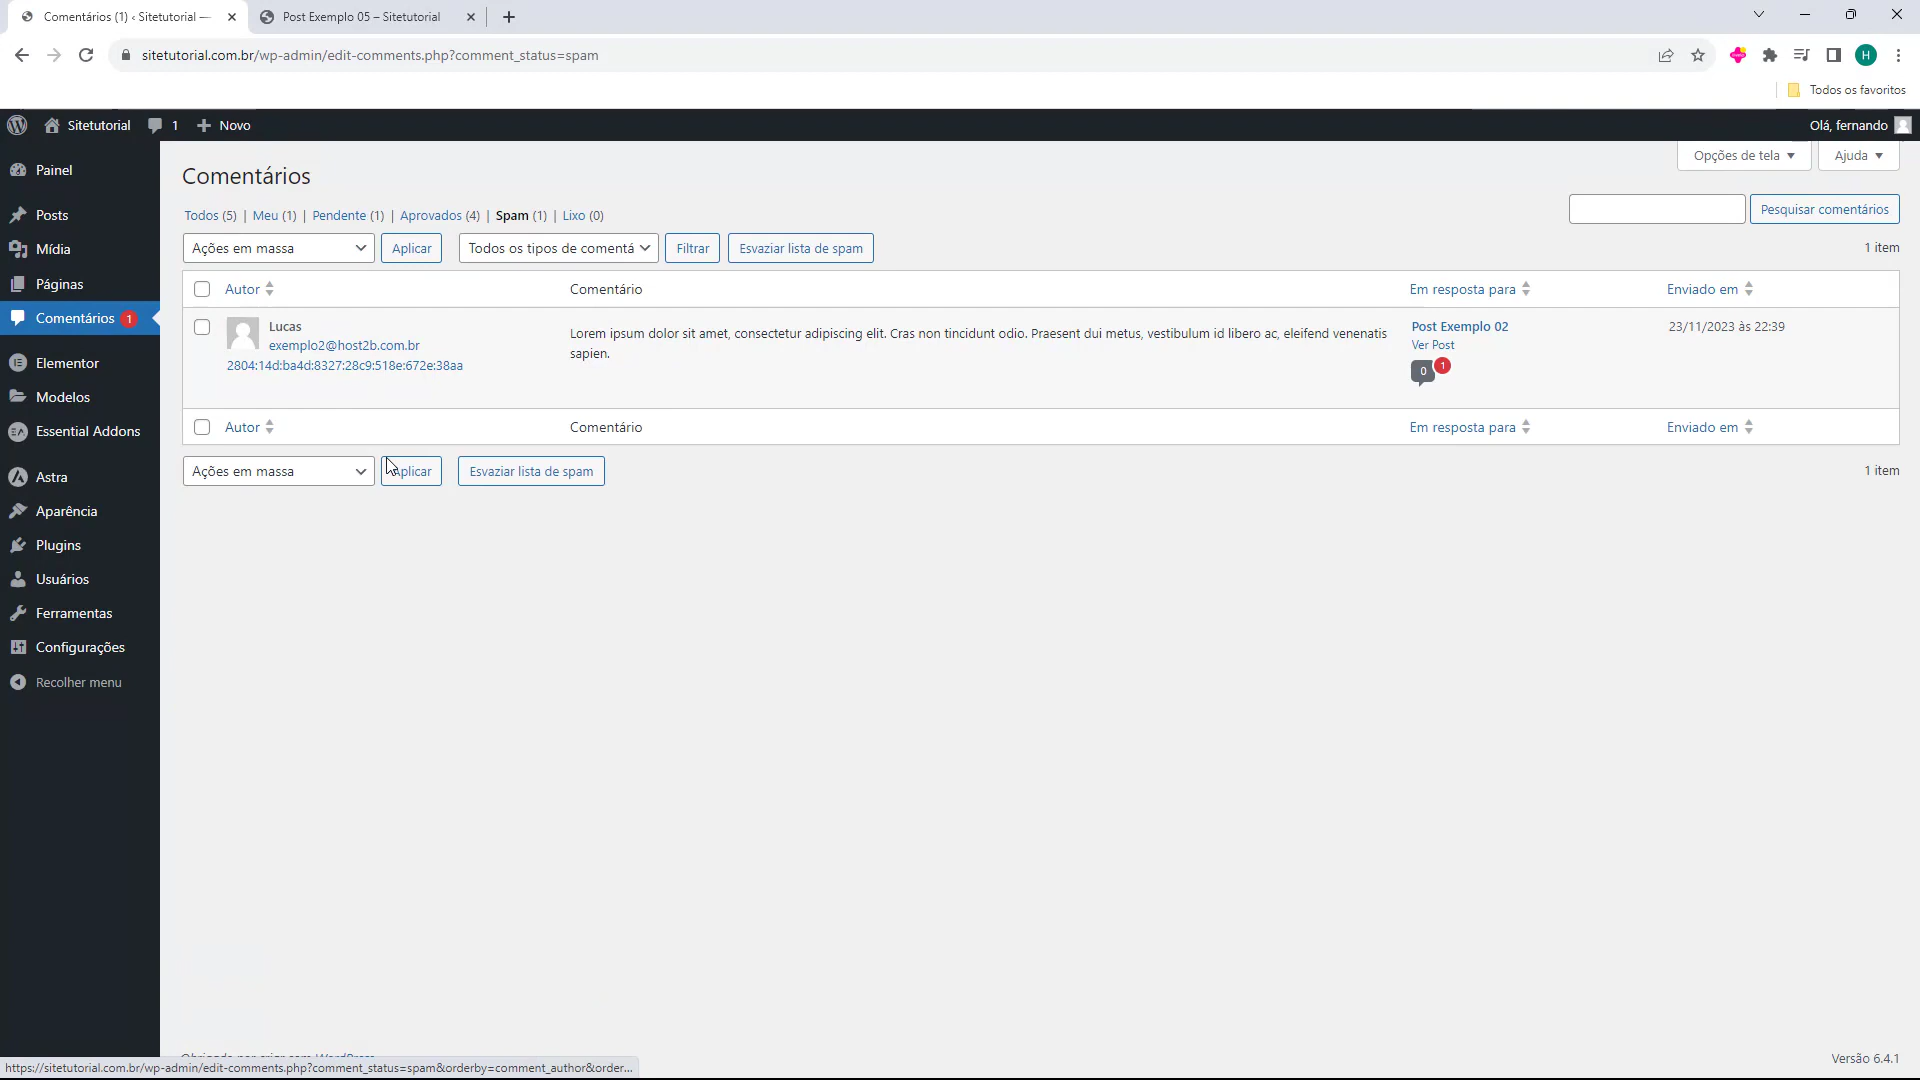 Comentários (1) ‹ Sitetutorial —
Post Exemplo 05 – Sitetutorial
sitetutorial.com.br/wp-admin/edit-comments.php?comment_status=spam
H
Todos os favoritos
Sitetutorial
1
Novo
Olá, fernando
Painel
Posts
Mídia
Páginas
Comentários 1
Elementor
Modelos
Essential Addons
Astra
Aparência
Plugins
Usuários
Ferramentas
Configurações
Recolher menu
Opções de tela
Ajuda
Comentários
Todos (5) | Meu (1) | Pendente (1) | Aprovados (4) | Spam (1) | Lixo (0)
Pesquisar comentários
Ações em massa
Aplicar
Todos os tipos de comentá
Filtrar
Esvaziar lista de spam
1 item
Autor
Comentário
Em resposta para
Enviado em
Lucas
exemplo2@host2b.com.br
2804:14d:ba4d:8327:28c9:518e:672e:38aa
Lorem ipsum dolor sit amet, consectetur adipiscing elit. Cras non tincidunt odio. Praesent dui metus, vestibulum id libero ac, eleifend venenatis
sapien.
Post Exemplo 02
Ver Post
0 1
23/11/2023 às 22:39
Autor
Comentário
Em resposta para
Enviado em
Ações em massa
Aplicar
Esvaziar lista de spam
1 item
Versão 6.4.1
https://sitetutorial.com.br/wp-admin/edit-comments.php?comment_status=spam&orderby=comment_author&order...